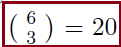 ( 6
  3 ) = 20